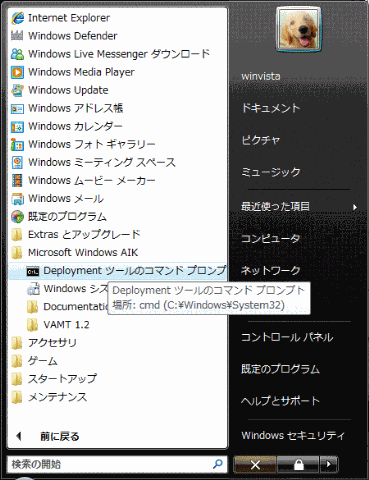 Internet Explorer
Windows Defender
Windows Live Messenger ダウンロード
Windows Media Player
Windows Update
Windows アドレス帳
Windows カレンダー
Windows フォト ギャラリー
Windows ミーティング スペース
Windows ムービー メーカー
Windows メール
既定のプログラム
Extras とアップグレード
Microsoft Windows AIK
Deployment ツールのコマンド プロンプト
Windows シス
Documentatio
VAMT 1.2
アクセサリ
ゲーム
スタートアップ
メンテナンス
前に戻る
検索の開始
Deployment ツールのコマンド プロンプト
場所: cmd (C:¥Windows¥System32)
winvista
ドキュメント
ピクチャ
ミュージック
最近使った項目
コンピュータ
ネットワーク
コントロール パネル
既定のプログラム
ヘルプとサポート
Windows セキュリティ